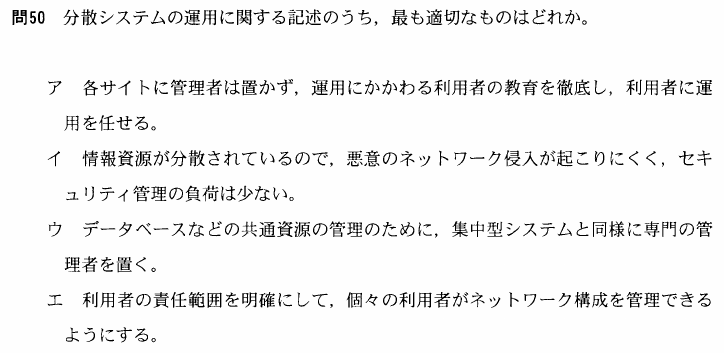 問50 分散システムの運用に関する記述のうち，最も適切なものはどれか。
ア 各サイトに管理者は置かず，運用にかかわる利用者の教育を徹底し，利用者に運
用を任せる。
イ 情報資源が分散されているので，悪意のネットワーク侵入が起こりにくく，セキ
ュリティ管理の負荷は少ない。
ウ データベースなどの共通資源の管理のために，集中型システムと同様に専門の管
理者を置く。
エ 利用者の責任範囲を明確にして，個々の利用者がネットワーク構成を管理できる
ようにする。